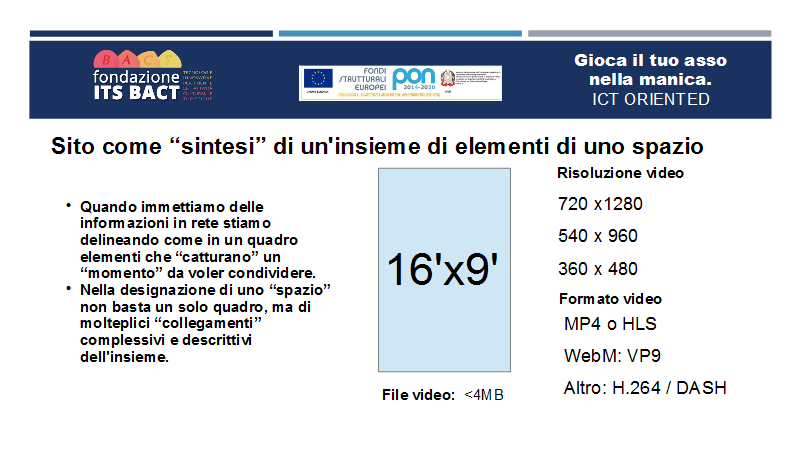 BACT
fondazione
ITS BACT
FONDI
STRUTTURALI
EUROPEI
pon
2014-2020
Gioca il tuo asso
nella manica.
ICT ORIENTED
Sito come “sintesi” di un'insieme di elementi di uno spazio
• Quando immettiamo delle
informazioni in rete stiamo
delineando come in un quadro
elementi che “catturano” un
“momento” da voler condividere.
• Nella designazione di uno “spazio”
non basta un solo quadro, ma di
molteplici “collegamenti”
complessivi e descrittivi
dell'insieme.
16'x9'
File video: <4MB
Risoluzione video
720 x1280
540 x 960
360 x 480
Formato video
MP4 o HLS
WebM: VP9
Altro: H.264 / DASH